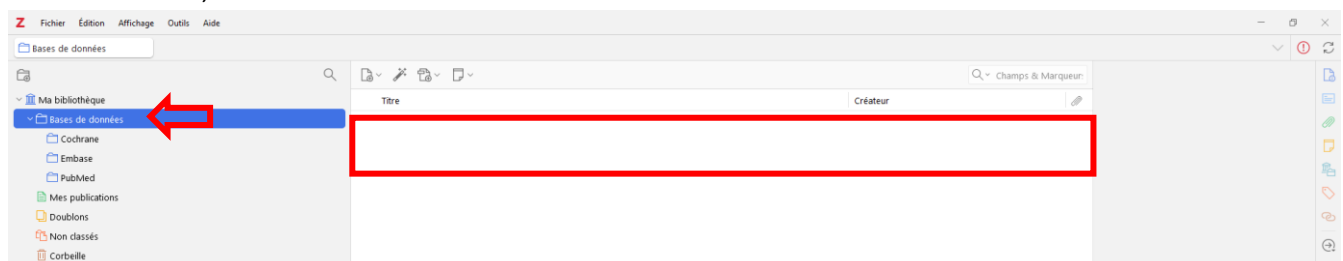 Z Fichier Édition Affichage Outils Aide
Bases de données
Champs & Marqueur
Titre Créateur
Ma bibliothèque
Bases de données
Cochrane
Embase
PubMed
Mes publications
Doublons
Non classés
Corbeille